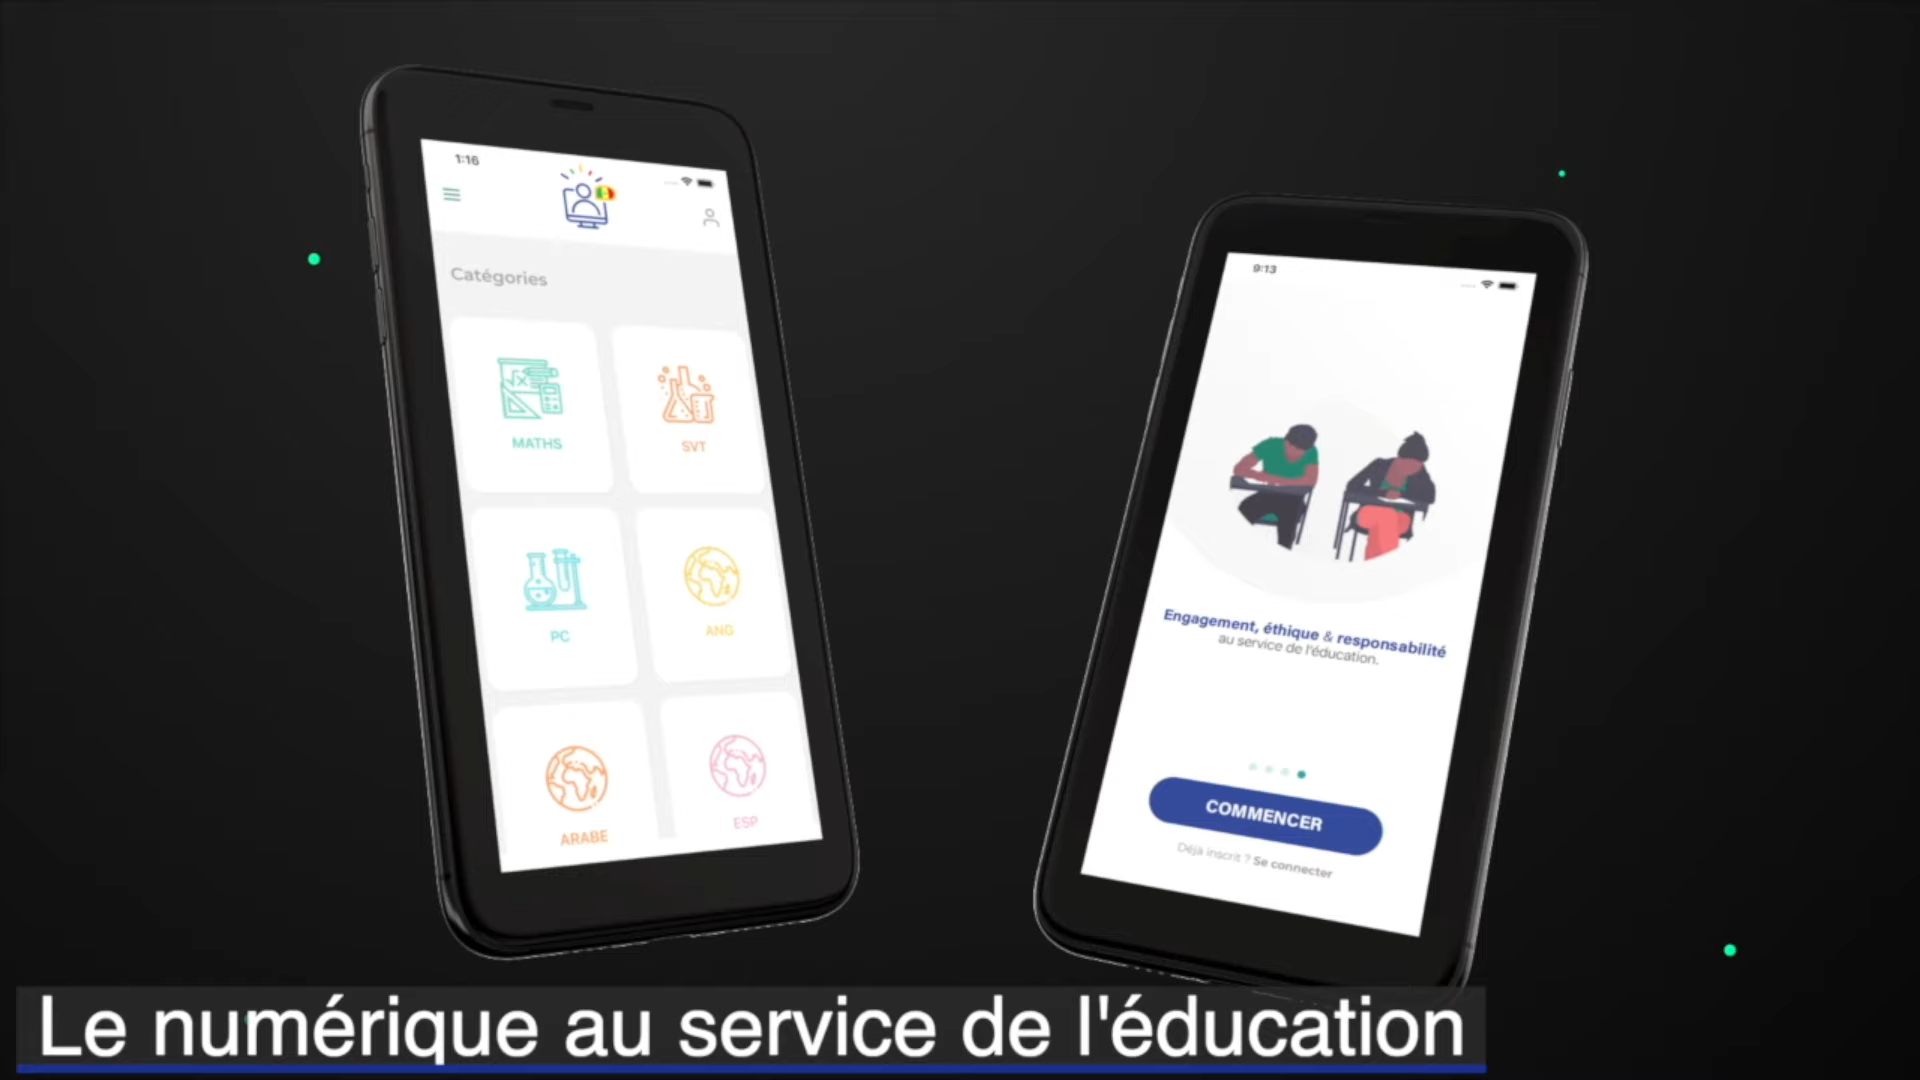 1:16
Catégories
MATHS
SVT
PC
ANG
ARABE
ESP
9:13
Engagement, éthique & responsabilité
au service de l'éducation.
COMMENCER
Déjà inscrit ? Se connecter
Le numérique au service de l'éducation